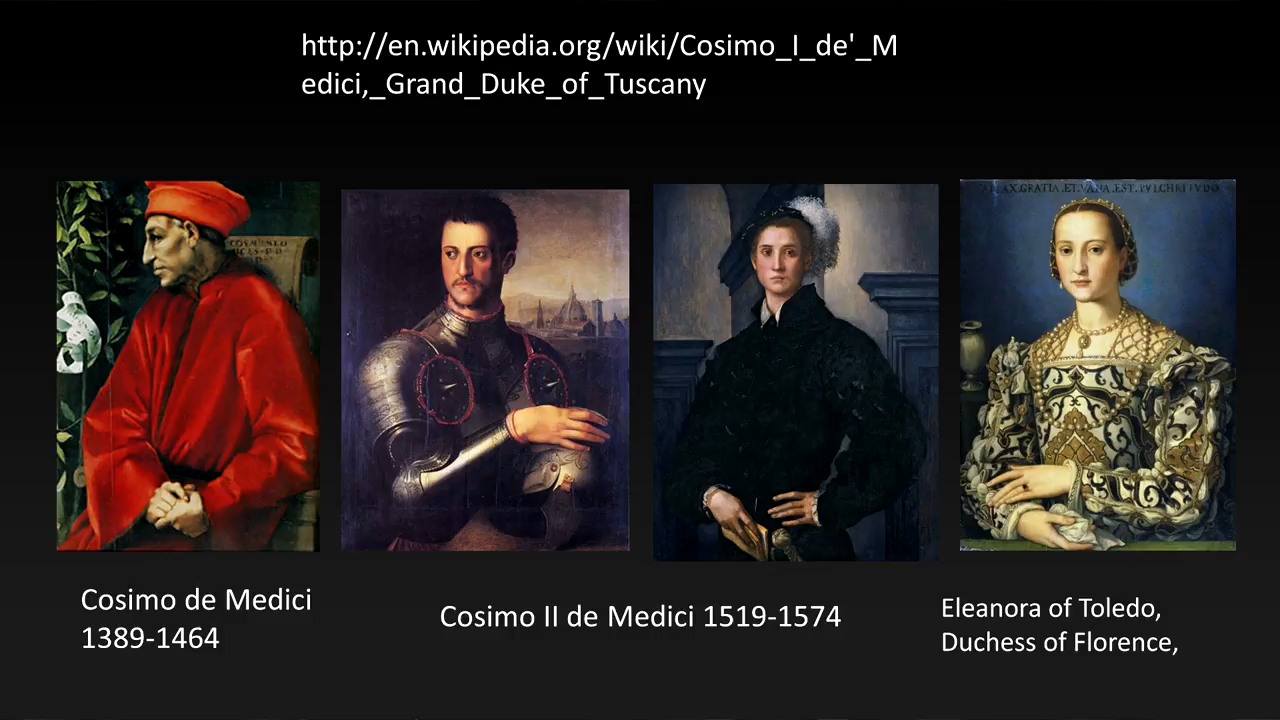 http://en.wikipedia.org/wiki/Cosimo_I_de'_M
edici,_Grand_Duke_of_Tuscany
Cosimo de Medici
1389-1464
Cosimo II de Medici 1519-1574
Eleanora of Toledo,
Duchess of Florence,